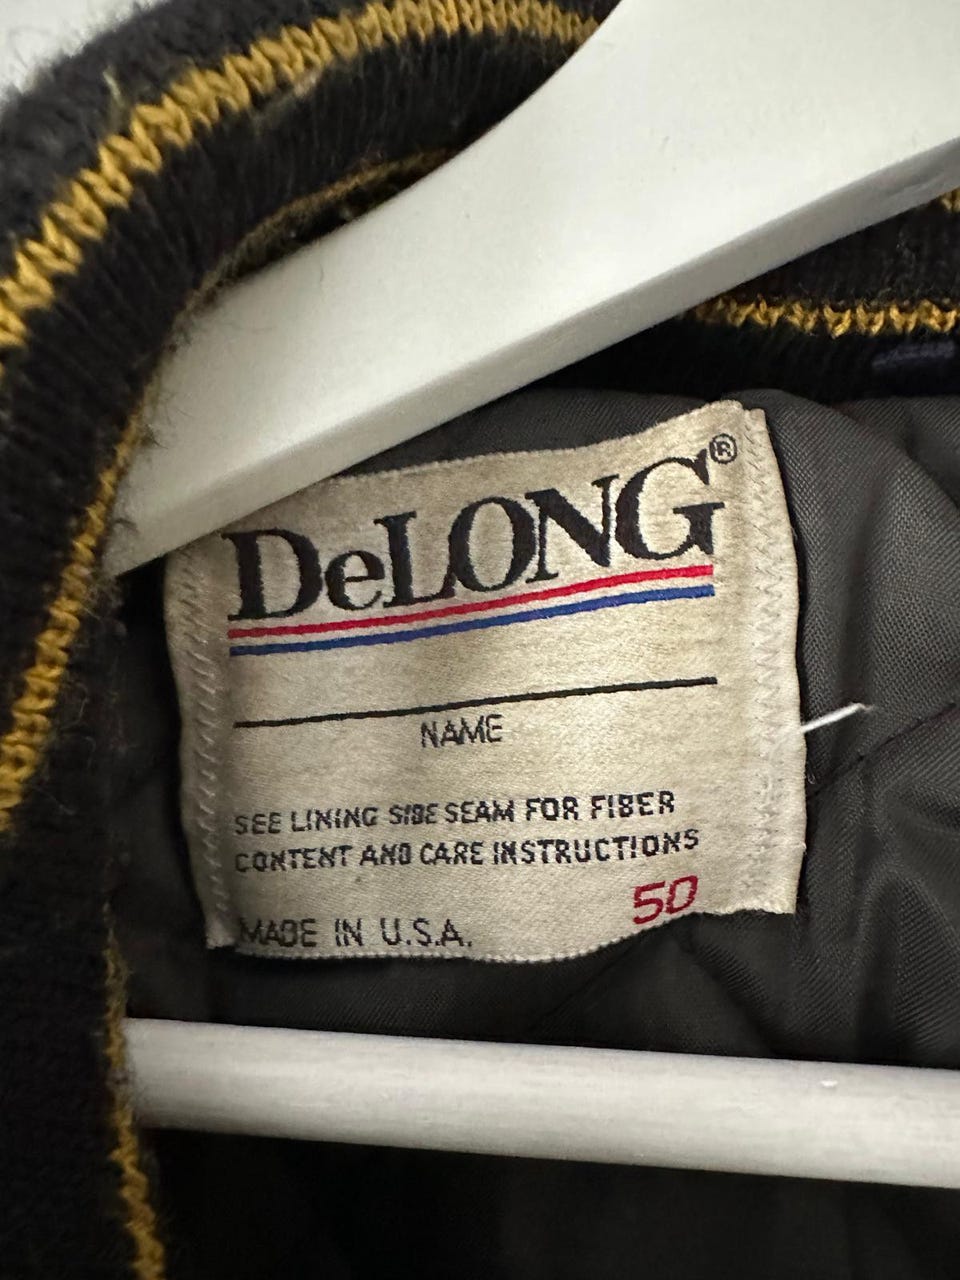 DeLONG®
NAME
SEE LINING SIDE SEAM FOR FIBER
CONTENT AND CARE INSTRUCTIONS
50
MADE IN U.S.A.